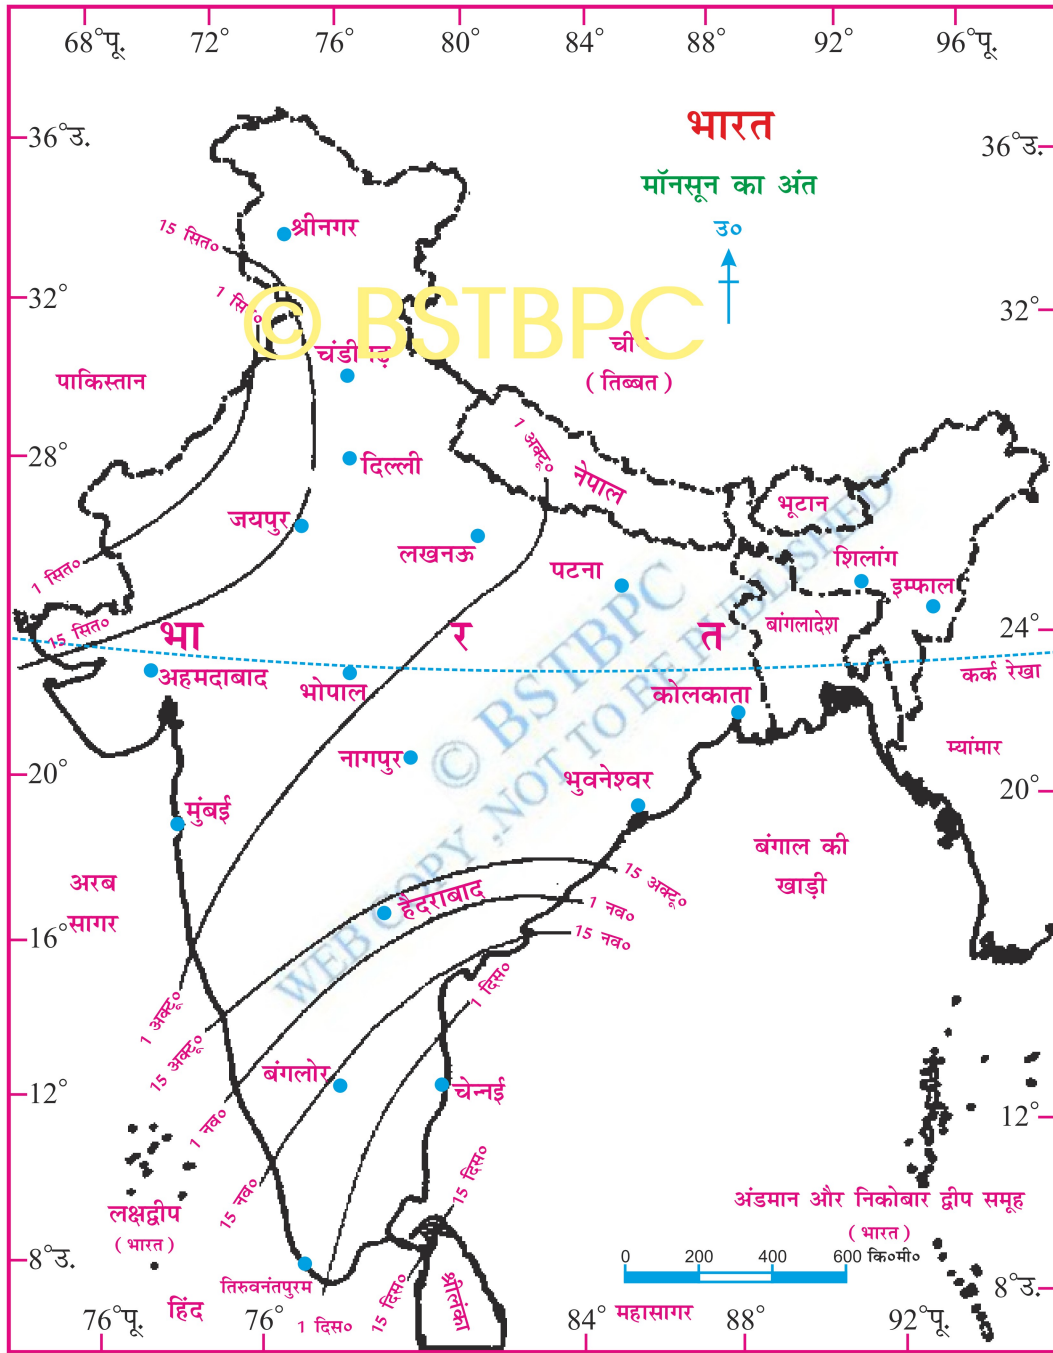 68°पू. 72° 76° 80° 84° 88° 92° 96°पू.
36°उ.
36°उ.
भारत
मॉनसून का अंत
उ०
श्रीनगर
15 सित०
1 सित०
32°
32°
© BSTBPC
चंडीगढ़
पाकिस्तान
( तिब्बत )
28°
दिल्ली
1 अक्टू०
नेपाल
भूटान
जयपुर
लखनऊ
पटना
शिलांग
इम्फाल
1 सित०
15 सित०
बांगलादेश
24°
भा र त
कर्क रेखा
अहमदाबाद
भोपाल
कोलकाता
म्यांमार
नागपुर
भुवनेश्वर
20°
20°
मुंबई
बंगाल की
खाड़ी
अरब
सागर
15 अक्टू०
हैदराबाद
1 नव०
15 नव०
16°
1 दिस०
1 अक्टू०
15 अक्टू०
बंगलोर
चेन्नई
12°
12°
1 नव०
15 दिस०
15 नव०
लक्षद्वीप
( भारत )
अंडमान और निकोबार द्वीप समूह
(भारत)
8°उ.
0 200 400 600 कि०मी०
8°उ.
तिरुवनंतपुरम
15 दिस०
श्रीलंका
हिंद
महासागर
1 दिस०
76°पू. 76° 84° 88° 92°
© BSTBPC
WEB COPY ,NOT TO BE PUBLISHED